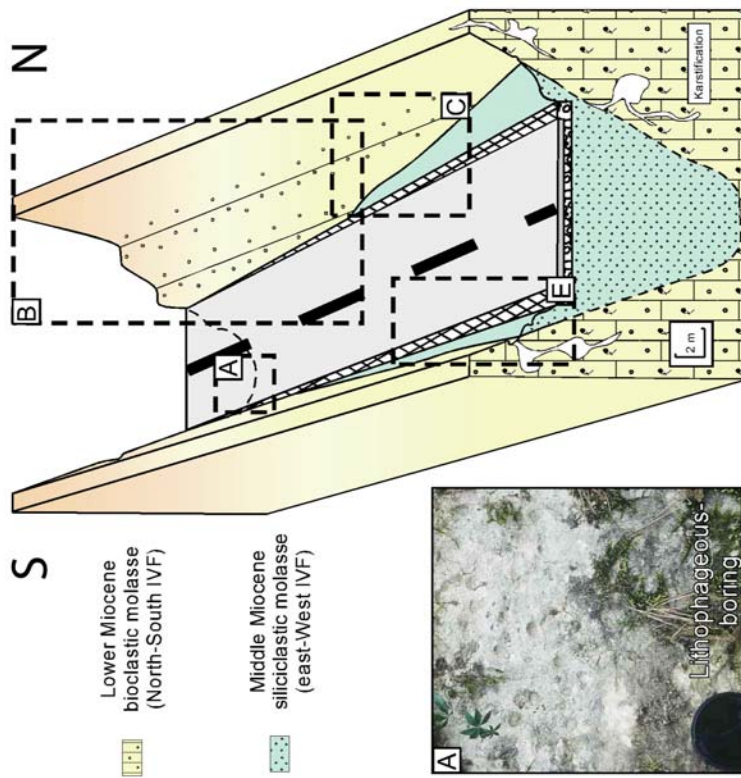 S
N
Lower Miocene
bioclastic molasse
(North-South IVF)
Middle Miocene
siliciclastic molasse
(east-West IVF)
B
C
A
E
Karstification
2 m
A
Lithophageous-
boring